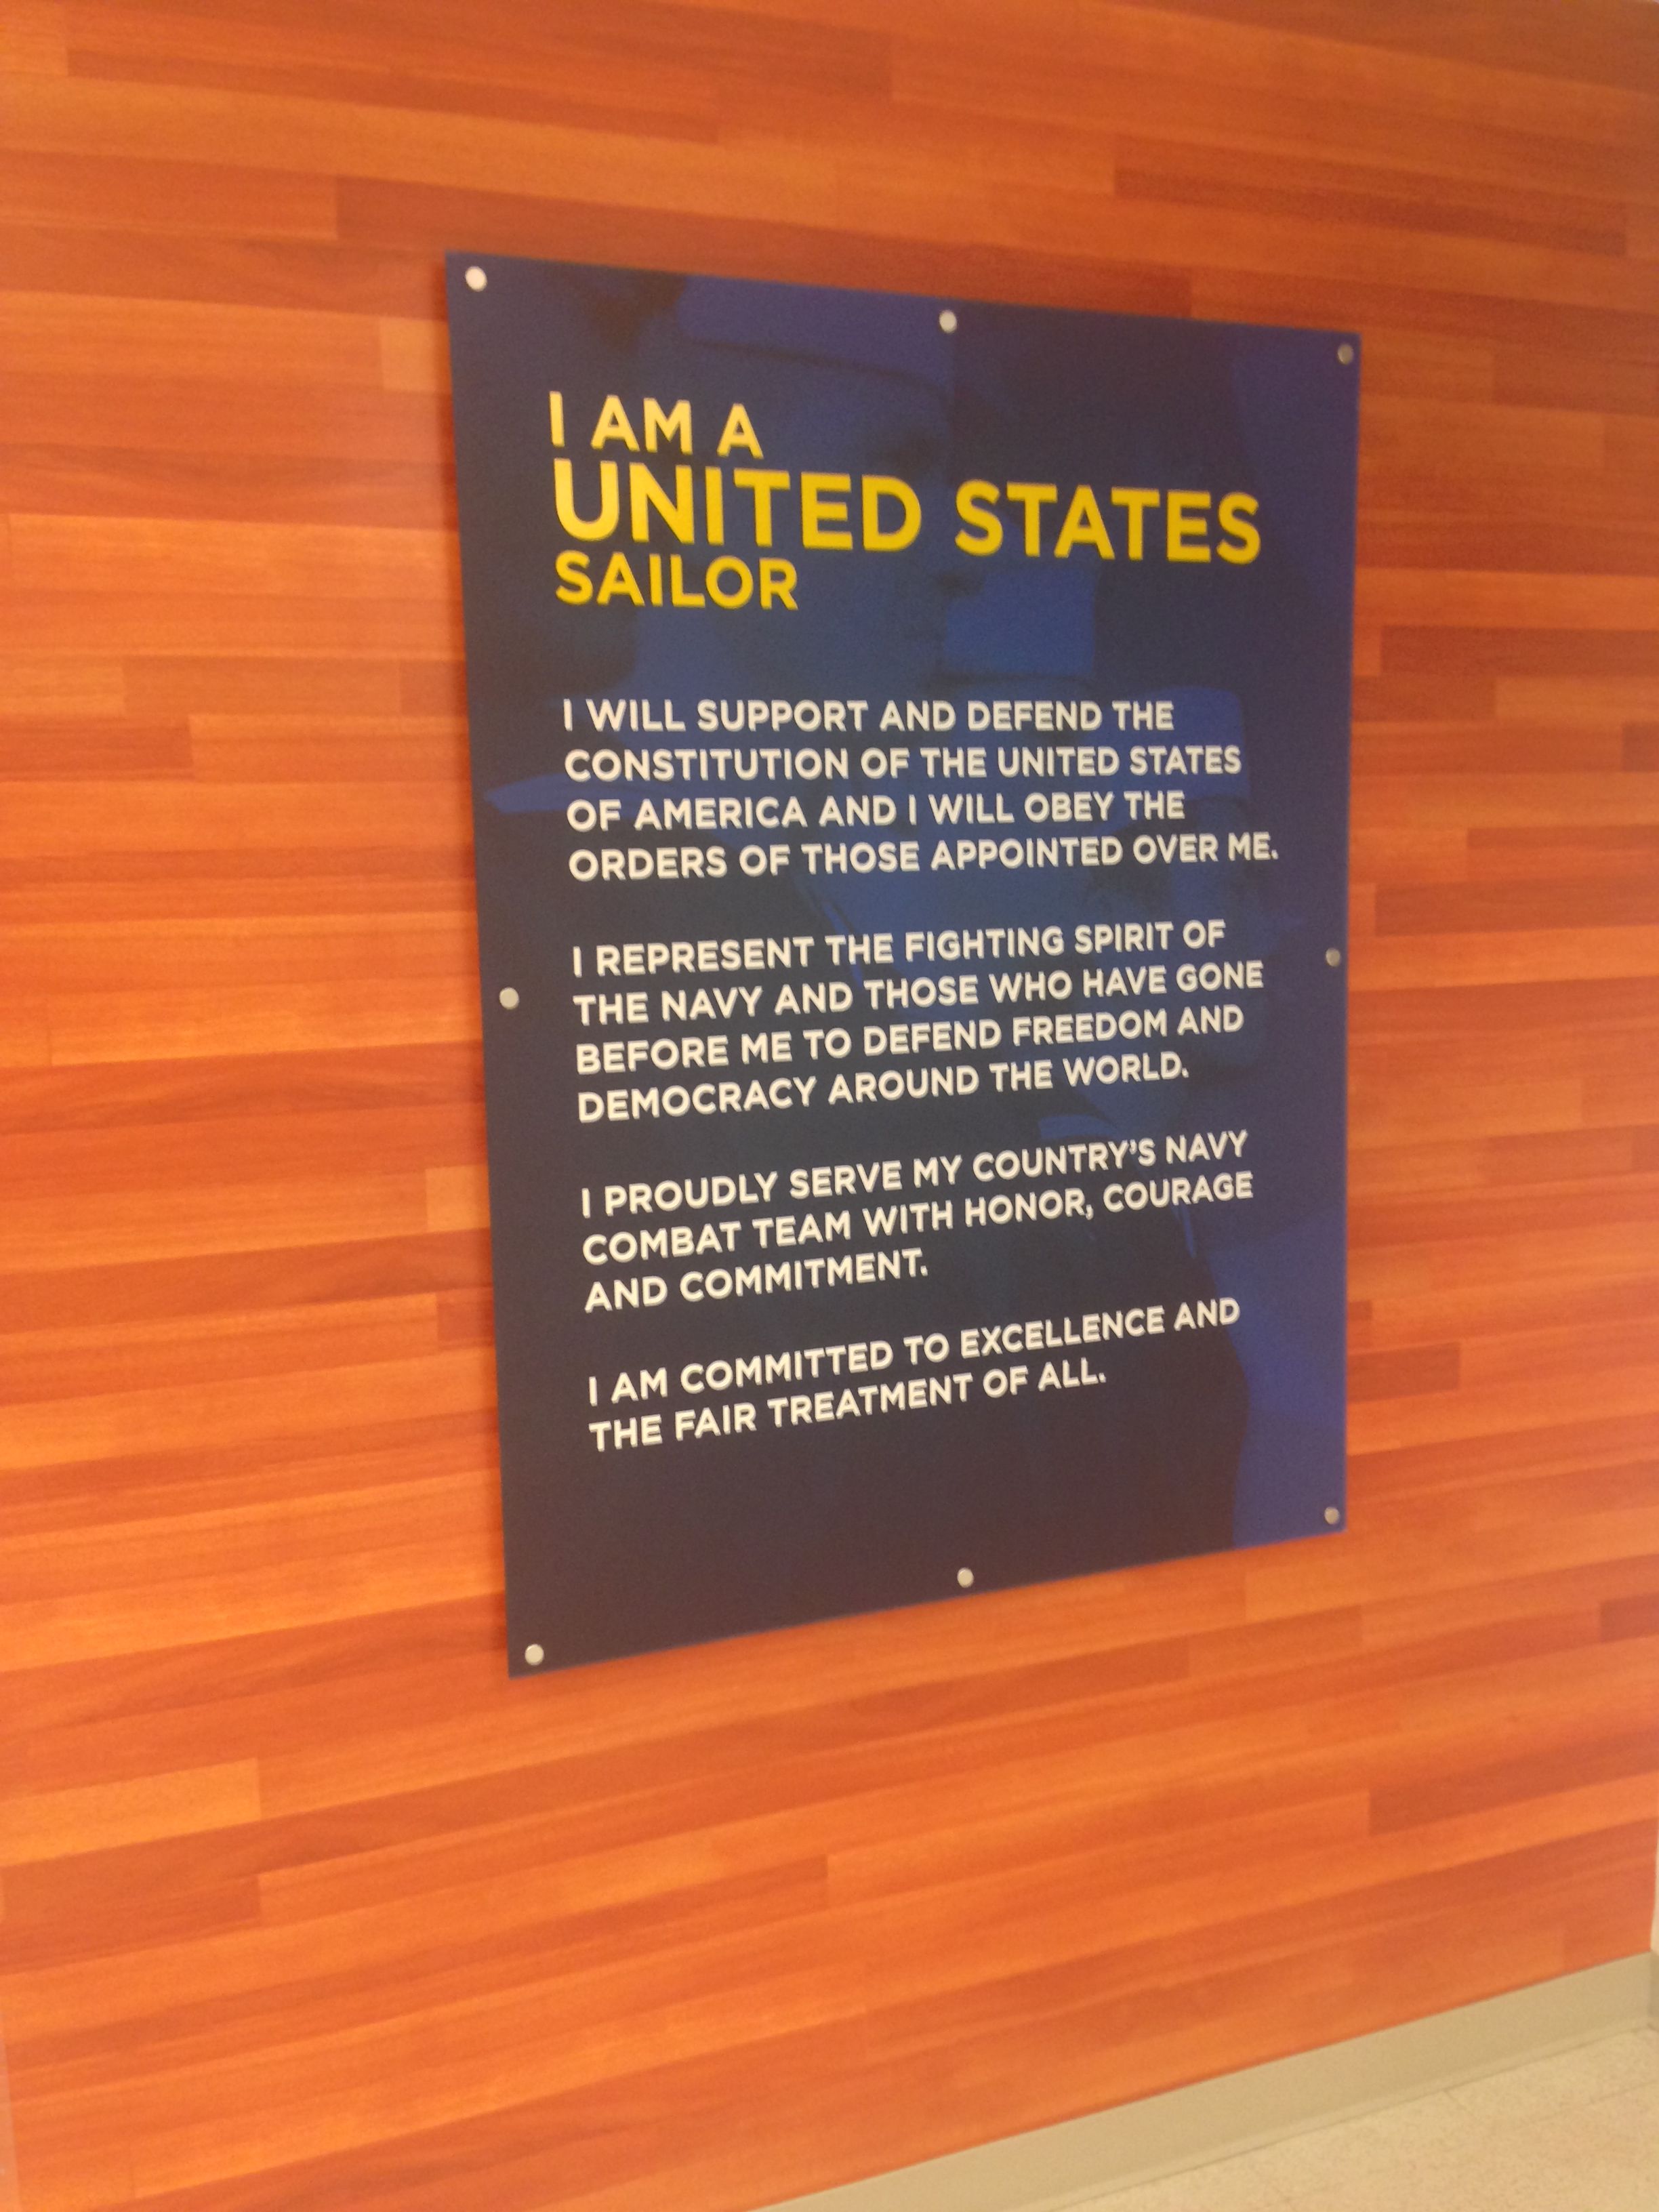 I AM A
UNITED STATES
SAILOR
I WILL SUPPORT AND DEFEND THE
CONSTITUTION OF THE UNITED STATES
OF AMERICA AND I WILL OBEY THE
ORDERS OF THOSE APPOINTED OVER ME.
I REPRESENT THE FIGHTING SPIRIT OF
THE NAVY AND THOSE WHO HAVE GONE
BEFORE ME TO DEFEND FREEDOM AND
DEMOCRACY AROUND THE WORLD.
I PROUDLY SERVE MY COUNTRY'S NAVY
COMBAT TEAM WITH HONOR, COURAGE
AND COMMITMENT.
I AM COMMITTED TO EXCELLENCE AND
THE FAIR TREATMENT OF ALL.